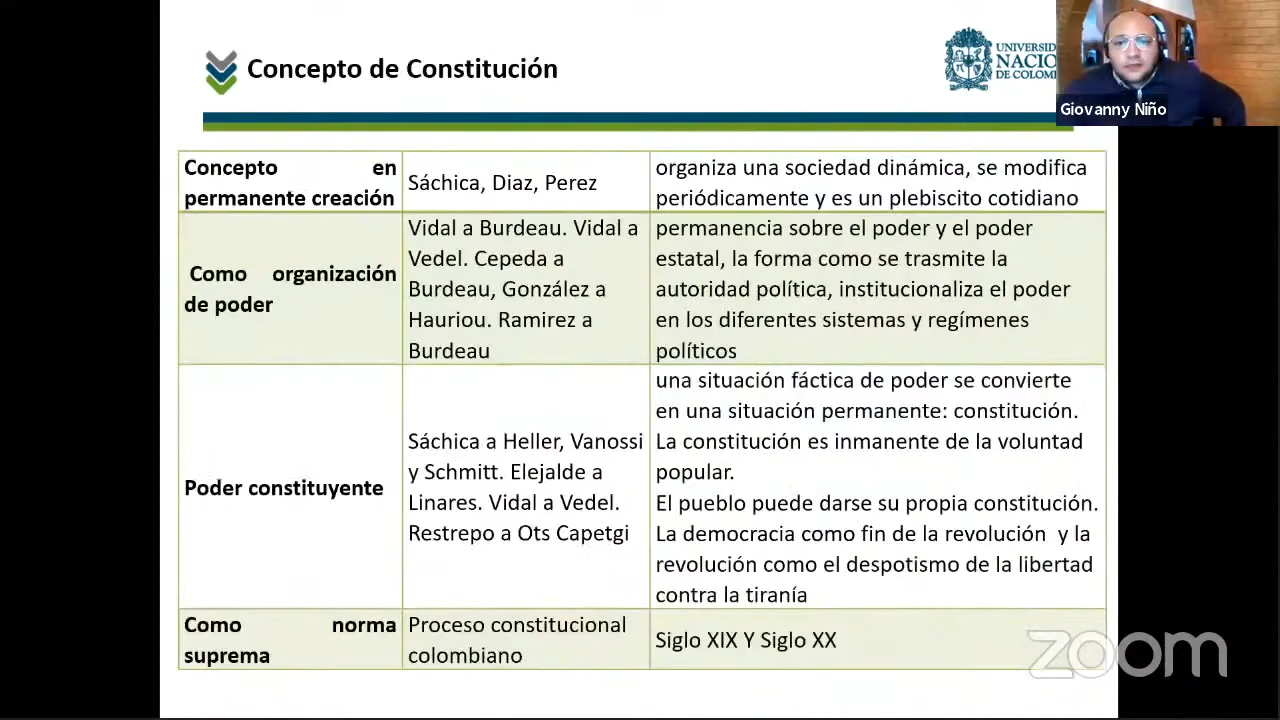 Concepto de Constitución
UNIVERSIDA
NACIO
DE COLOM
Giovanny Niño
Concepto en
permanente creación
Sáchica, Diaz, Perez
organiza una sociedad dinámica, se modifica
periódicamente y es un plebiscito cotidiano
Como organización
de poder
Vidal a Burdeau. Vidal a
Vedel. Cepeda a
Burdeau, González a
Hauriou. Ramirez a
Burdeau
permanencia sobre el poder y el poder
estatal, la forma como se trasmite la
autoridad política, institucionaliza el poder
en los diferentes sistemas y regímenes
políticos
Poder constituyente
Sáchica a Heller, Vanossi
y Schmitt. Elejalde a
Linares. Vidal a Vedel.
Restrepo a Ots Capetgi
una situación fáctica de poder se convierte
en una situación permanente: constitución.
La constitución es inmanente de la voluntad
popular.
El pueblo puede darse su propia constitución.
La democracia como fin de la revolución y la
revolución como el despotismo de la libertad
contra la tiranía
Como norma
suprema
Proceso constitucional
colombiano
Siglo XIX Y Siglo XX
zoom